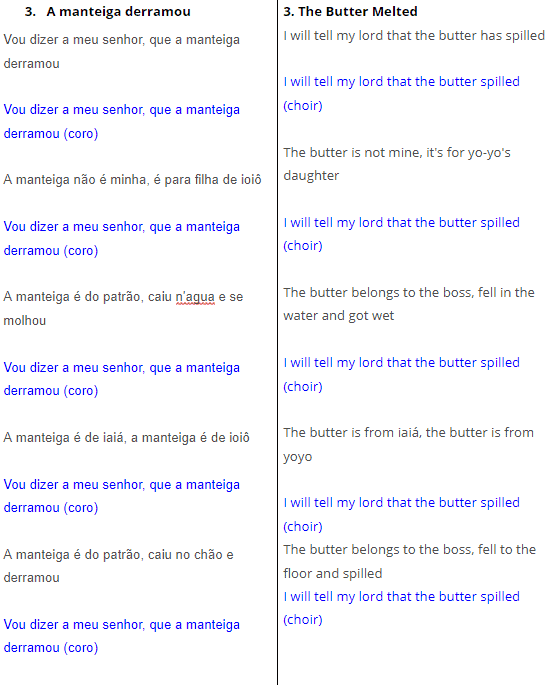 3. A manteiga derramou
Vou dizer a meu senhor, que a manteiga
derramou
Vou dizer a meu senhor, que a manteiga
derramou (coro)
A manteiga não é minha, é para filha de ioiô
Vou dizer a meu senhor, que a manteiga
derramou (coro)
A manteiga é do patrão, caiu n'agua e se
molhou
Vou dizer a meu senhor, que a manteiga
derramou (coro)
A manteiga é de iaiá, a manteiga é de ioiô
Vou dizer a meu senhor, que a manteiga
derramou (coro)
A manteiga é do patrão, caiu no chão e
derramou
Vou dizer a meu senhor, que a manteiga
derramou (coro)
3. The Butter Melted
I will tell my lord that the butter has spilled
I will tell my lord that the butter spilled
(choir)
The butter is not mine, it's for yo-yo's
daughter
I will tell my lord that the butter spilled
(choir)
The butter belongs to the boss, fell in the
water and got wet
I will tell my lord that the butter spilled
(choir)
The butter is from iaiá, the butter is from
yoyo
I will tell my lord that the butter spilled
(choir)
The butter belongs to the boss, fell to the
floor and spilled
I will tell my lord that the butter spilled
(choir)